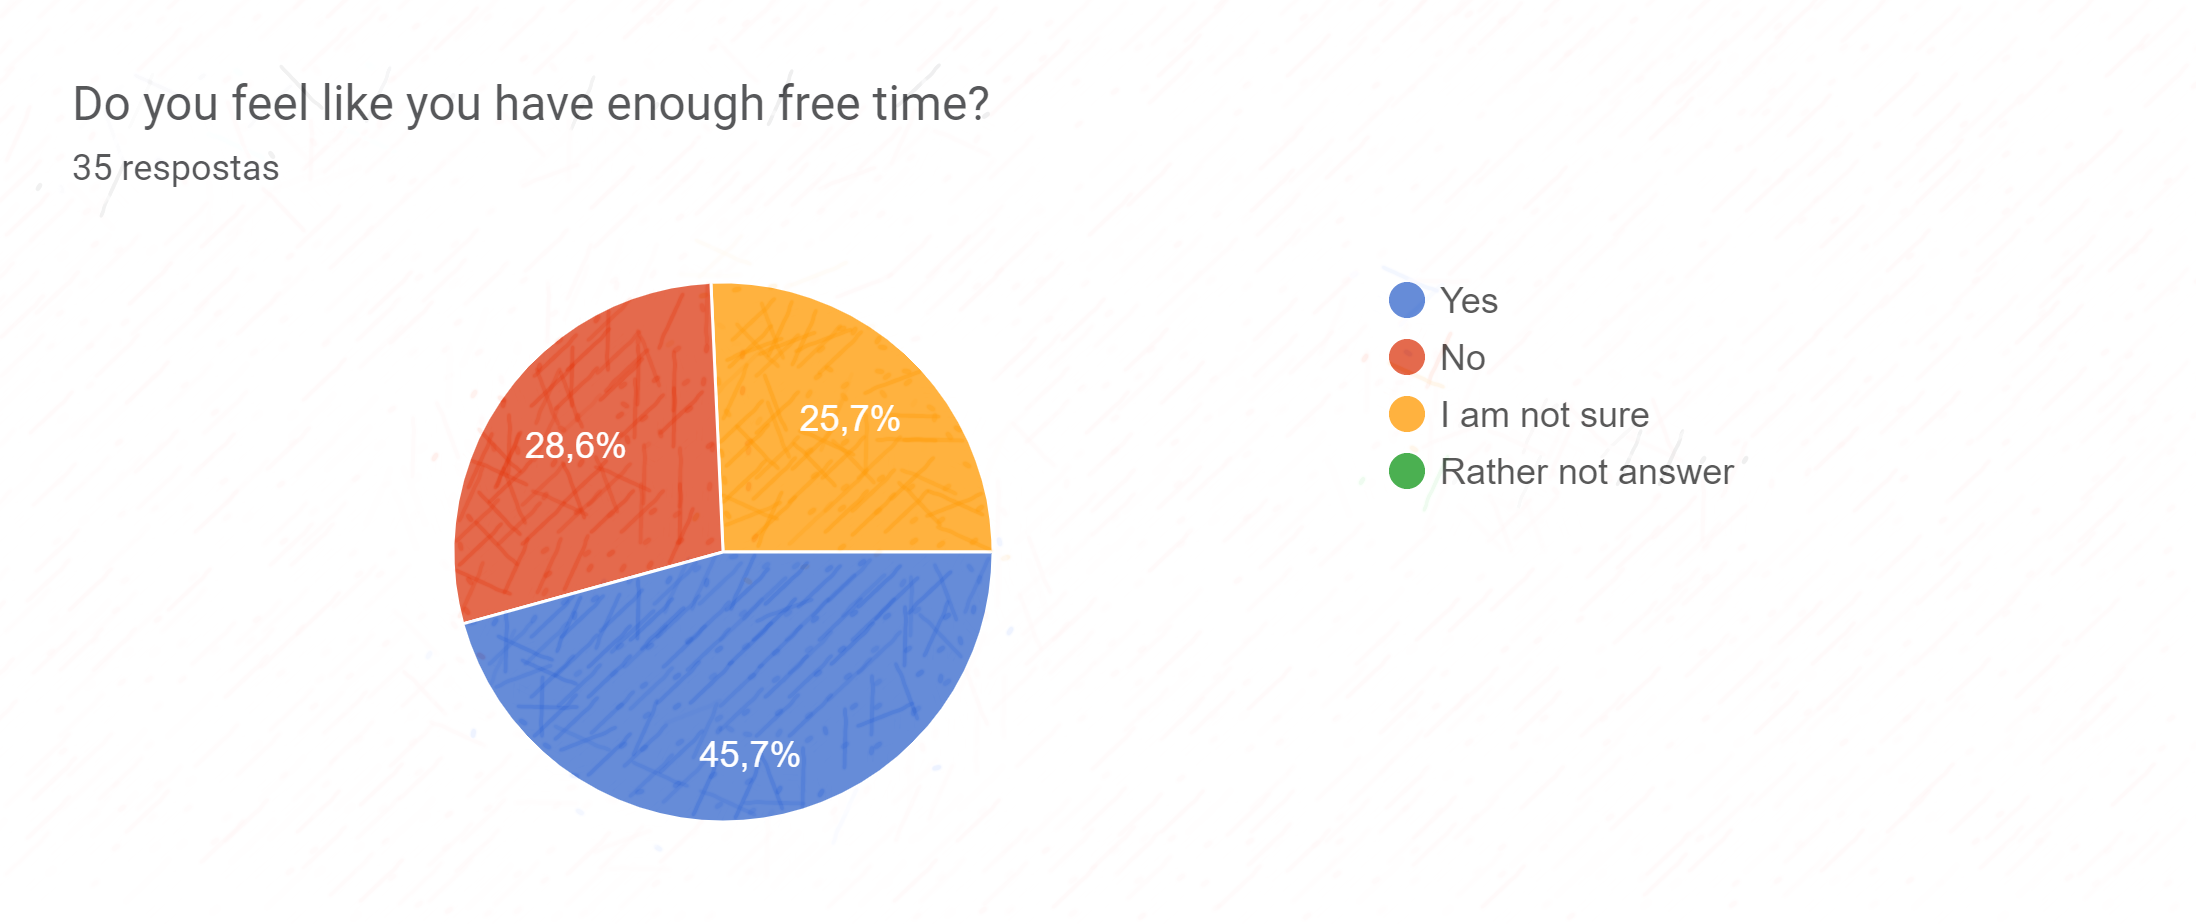 Do you feel like you have enough free time?
35 respostas
25,7%
28,6%
45,7%
Yes
No
I am not sure
Rather not answer